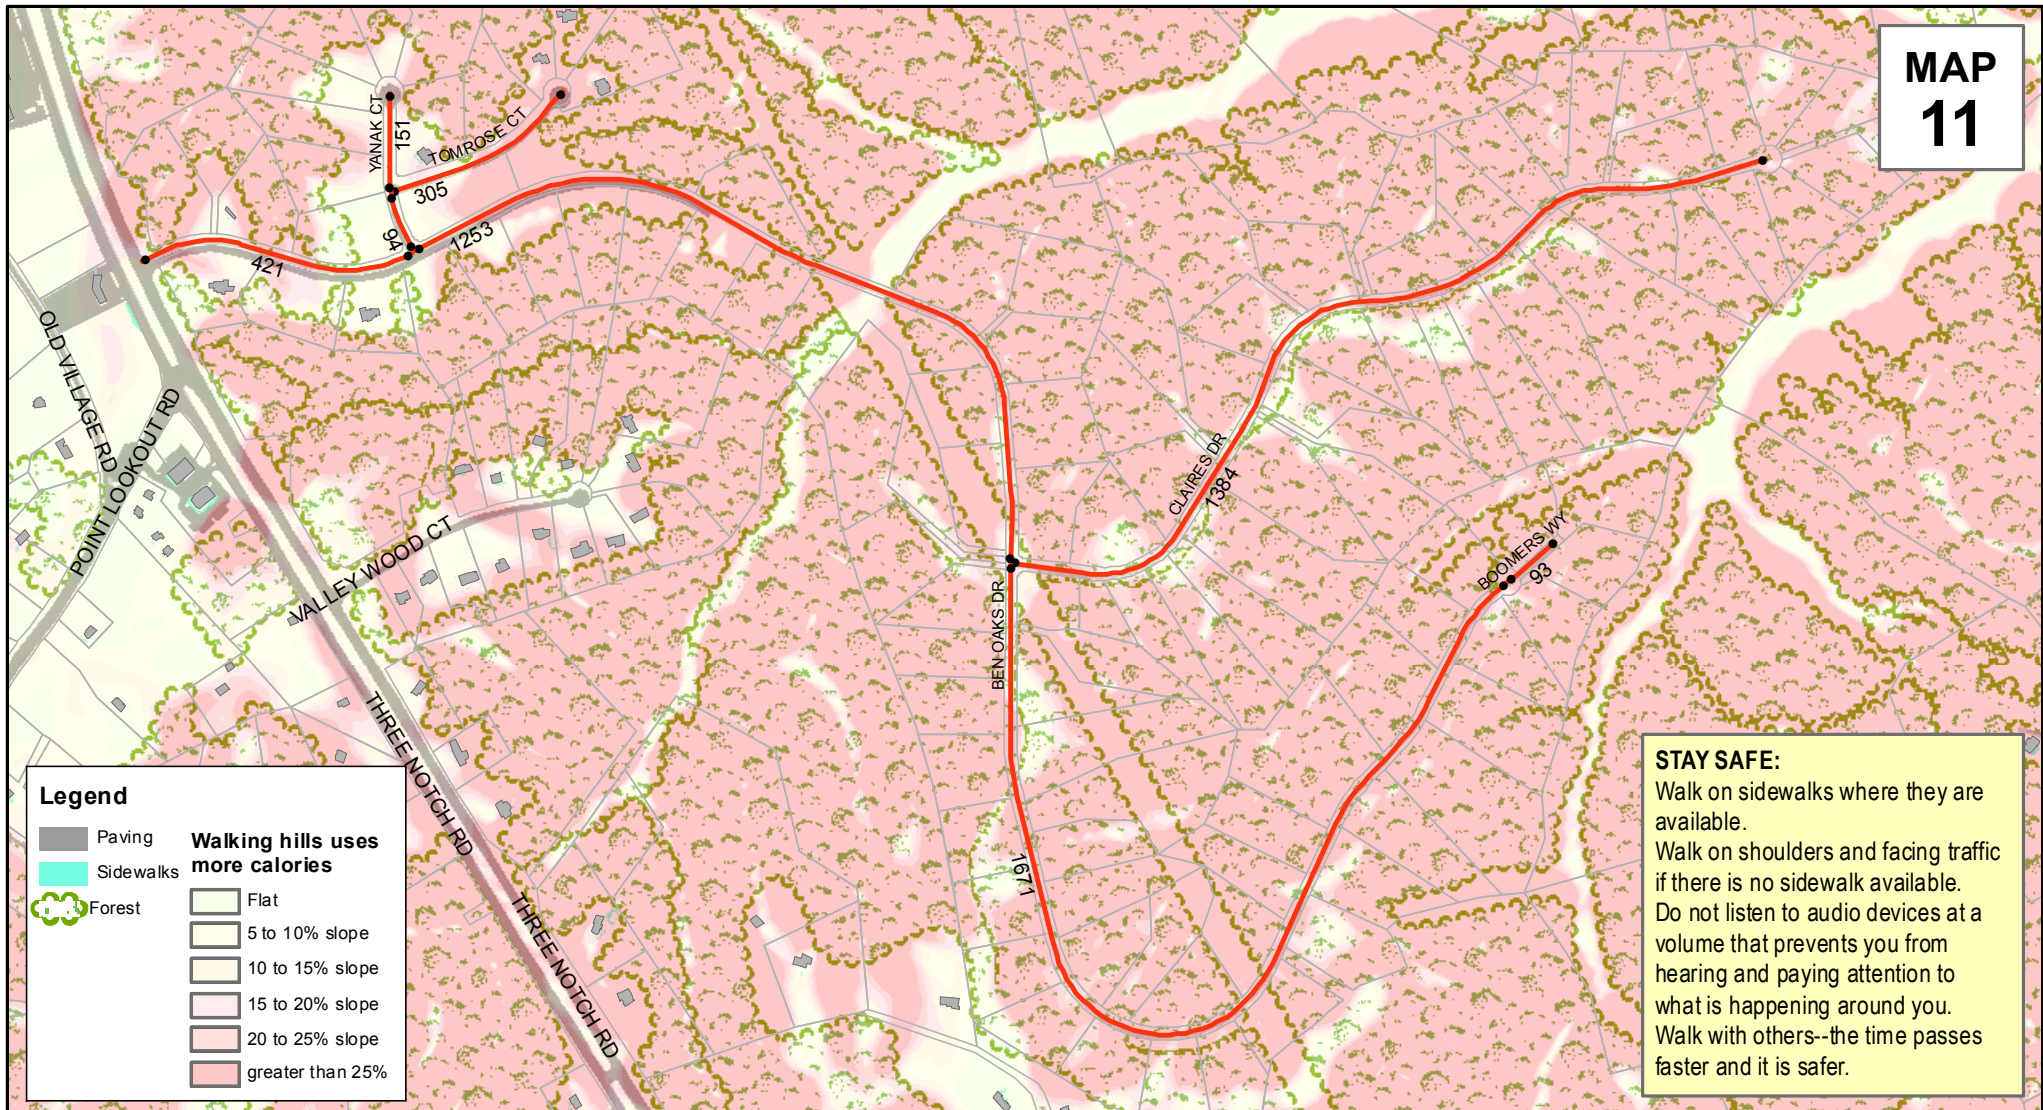 MAP
11
YANAK CT
151
TOMROSE CT
305
94
1253
421
OLD VILLAGE RD
POINT LOOKOUT RD
VALLEY WOOD CT
THREE NOTCH RD
THREE NOTCH RD
BEN OAKS DR
CLAIRES DR
1384
BOOMERS WY
93
1671
Legend
Paving
Sidewalks
Forest
Walking hills uses
more calories
Flat
5 to 10% slope
10 to 15% slope
15 to 20% slope
20 to 25% slope
greater than 25%
STAY SAFE:
Walk on sidewalks where they are
available.
Walk on shoulders and facing traffic
if there is no sidewalk available.
Do not listen to audio devices at a
volume that prevents you from
hearing and paying attention to
what is happening around you.
Walk with others--the time passes
faster and it is safer.